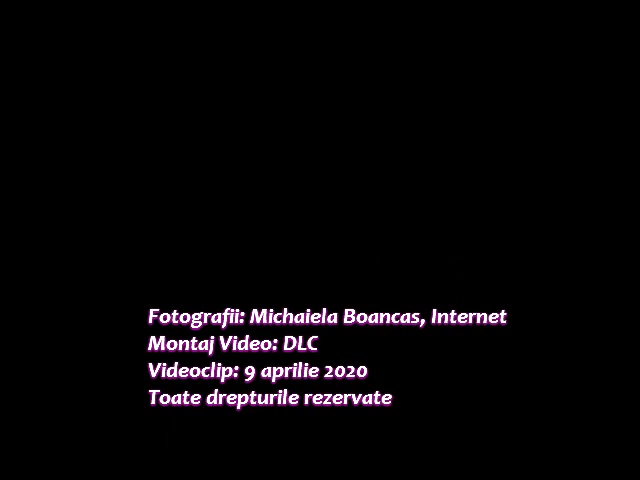 Fotografii: Michaiela Boancas, Internet
Montaj Video: DLC
Videoclip: 9 aprilie 2020
Toate drepturile rezervate